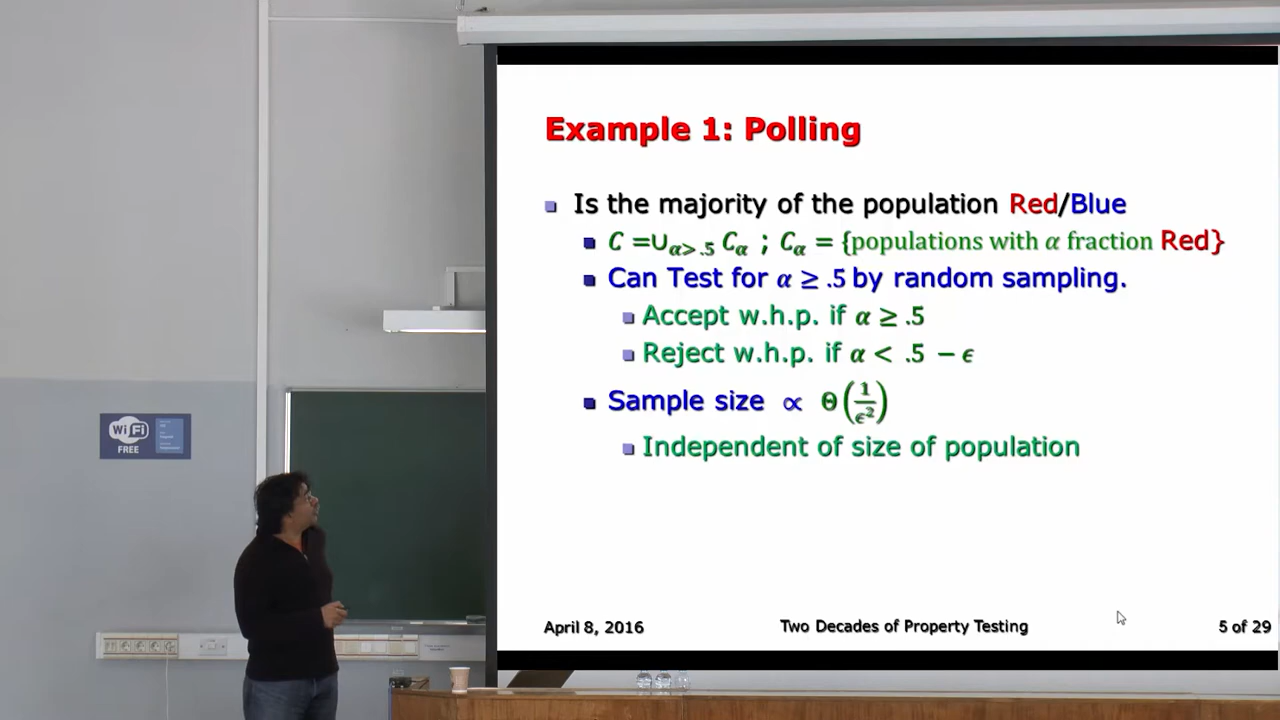 Example 1: Polling
Is the majority of the population Red/Blue
C =∪α>.5 Cα ; Cα = {populations with α fraction Red}
Can Test for α ≥ .5 by random sampling.
Accept w.h.p. if α ≥ .5
Reject w.h.p. if α < .5 − ϵ
Sample size ∝ Θ(1/ϵ²)
Independent of size of population
April 8, 2016 Two Decades of Property Testing 5 of 29
WiFi
FREE